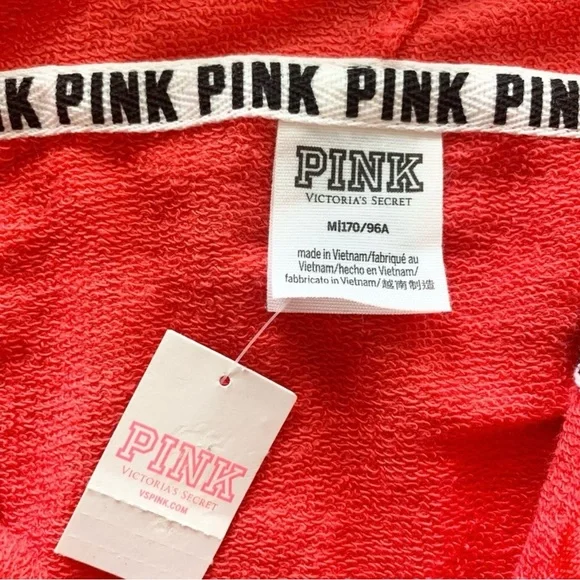 K PINK PINK PINK PIN
PINK
VICTORIA'S SECRET
M|170/96A
made in Vietnam/fabriqué au
Vietnam/hecho en Vietnam/
fabbricato in Vietnam/越南制造
PINK
VICTORIA'S SECRET
VSPINK.COM